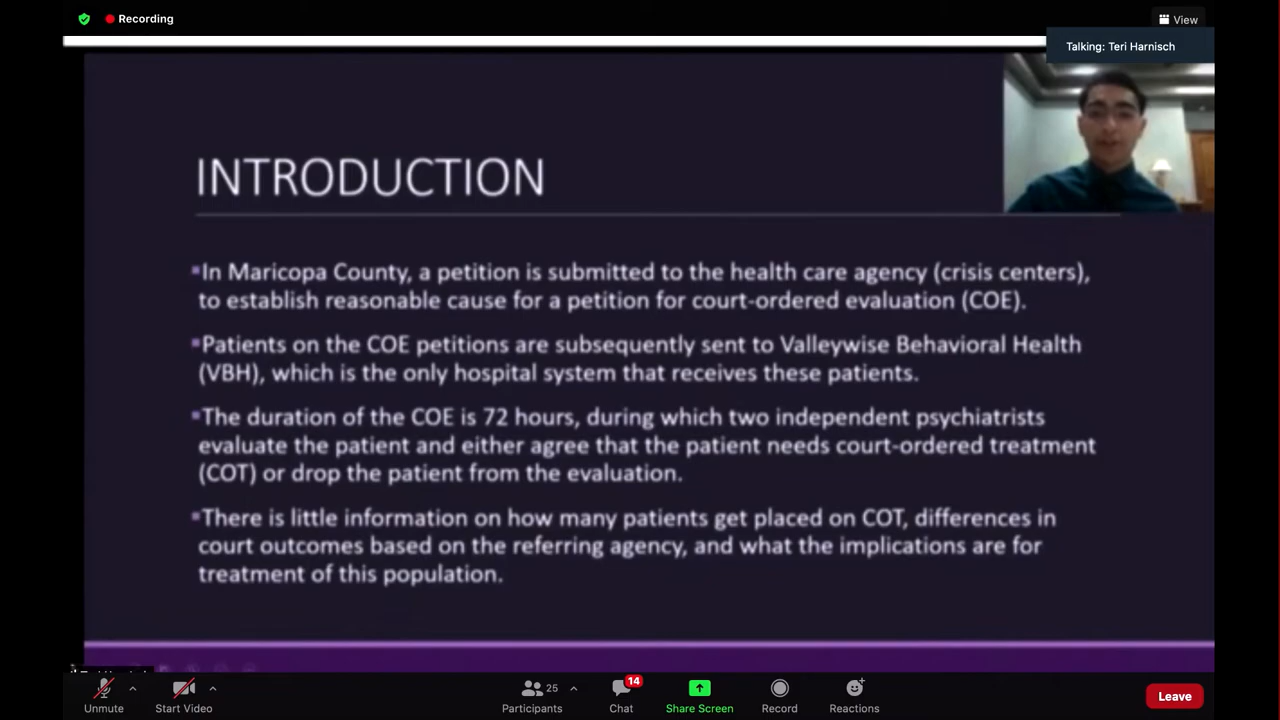 Recording
View
Talking: Teri Harnisch
INTRODUCTION
▪In Maricopa County, a petition is submitted to the health care agency (crisis centers),
to establish reasonable cause for a petition for court-ordered evaluation (COE).
▪Patients on the COE petitions are subsequently sent to Valleywise Behavioral Health
(VBH), which is the only hospital system that receives these patients.
▪The duration of the COE is 72 hours, during which two independent psychiatrists
evaluate the patient and either agree that the patient needs court-ordered treatment
(COT) or drop the patient from the evaluation.
▪There is little information on how many patients get placed on COT, differences in
court outcomes based on the referring agency, and what the implications are for
treatment of this population.
25
14
Unmute
Start Video
Participants
Chat
Share Screen
Record
Reactions
Leave